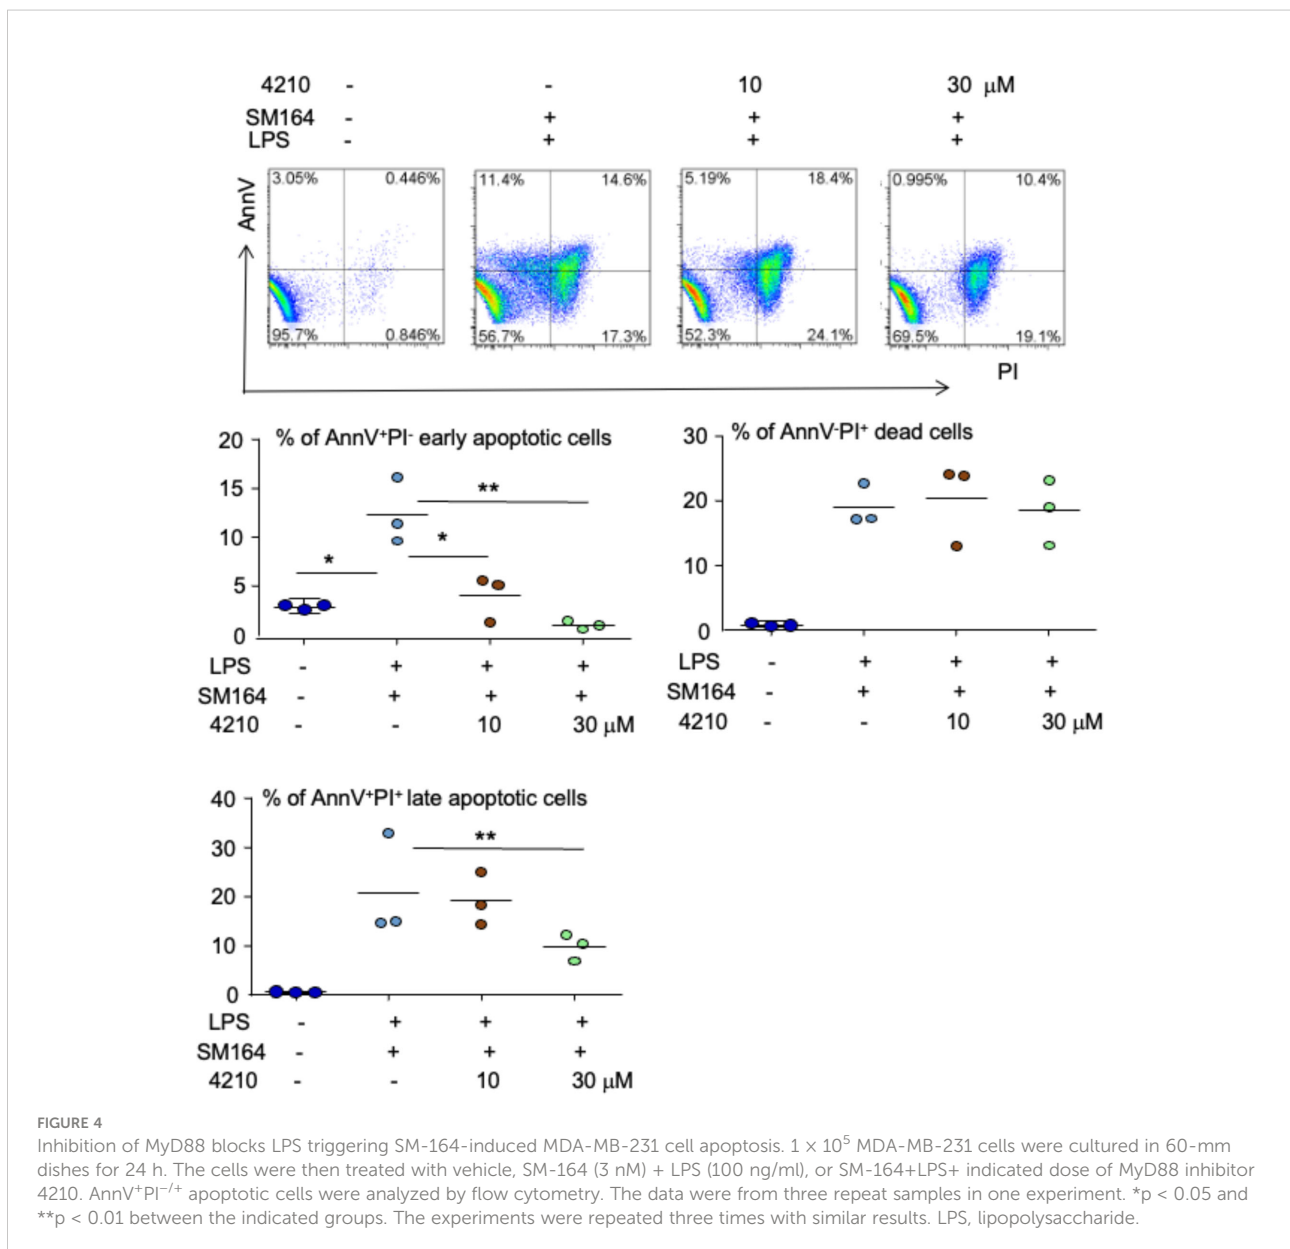 4210 - - 10 30 μM
SM164 - + + +
LPS - + + +
AnnV
3.05% 0.446% 11.4% 14.6% 5.19% 18.4% 0.995% 10.4%
95.7% 0.846% 56.7% 17.3% 52.3% 24.1% 69.5% 19.1%
PI
% of AnnV⁺PI⁻ early apoptotic cells
20
15
10
5
0
** * *
LPS - + + +
SM164 - + + +
4210 - - 10 30 μM
% of AnnV⁻PI⁺ dead cells
30
20
10
0
LPS - + + +
SM164 - + + +
4210 - - 10 30 μM
% of AnnV⁺PI⁺ late apoptotic cells
40
30
20
10
0
**
LPS - + + +
SM164 - + + +
4210 - - 10 30 μM
FIGURE 4
Inhibition of MyD88 blocks LPS triggering SM-164-induced MDA-MB-231 cell apoptosis. 1 × 10⁵ MDA-MB-231 cells were cultured in 60-mm
dishes for 24 h. The cells were then treated with vehicle, SM-164 (3 nM) + LPS (100 ng/ml), or SM-164+LPS+ indicated dose of MyD88 inhibitor
4210. AnnV⁺PI⁻/⁺ apoptotic cells were analyzed by flow cytometry. The data were from three repeat samples in one experiment. *p < 0.05 and
**p < 0.01 between the indicated groups. The experiments were repeated three times with similar results. LPS, lipopolysaccharide.